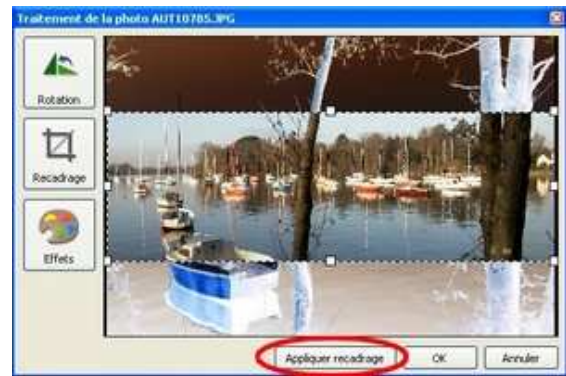 Traitement de la photo AUT10785.JPG
Rotation
Recadrage
Effets
Appliquer recadrage
OK
Annuler